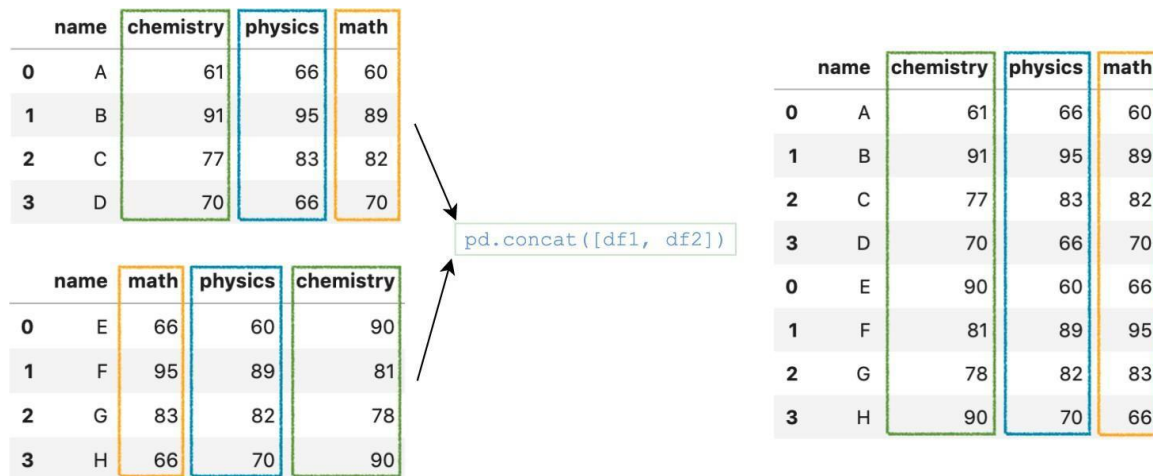 name chemistry physics math
0 A 61 66 60
1 B 91 95 89
2 C 77 83 82
3 D 70 66 70
pd.concat([df1, df2])
name math physics chemistry
0 E 66 60 90
1 F 95 89 81
2 G 83 82 78
3 H 66 70 90
name chemistry physics math
0 A 61 66 60
1 B 91 95 89
2 C 77 83 82
3 D 70 66 70
0 E 90 60 66
1 F 81 89 95
2 G 78 82 83
3 H 90 70 66